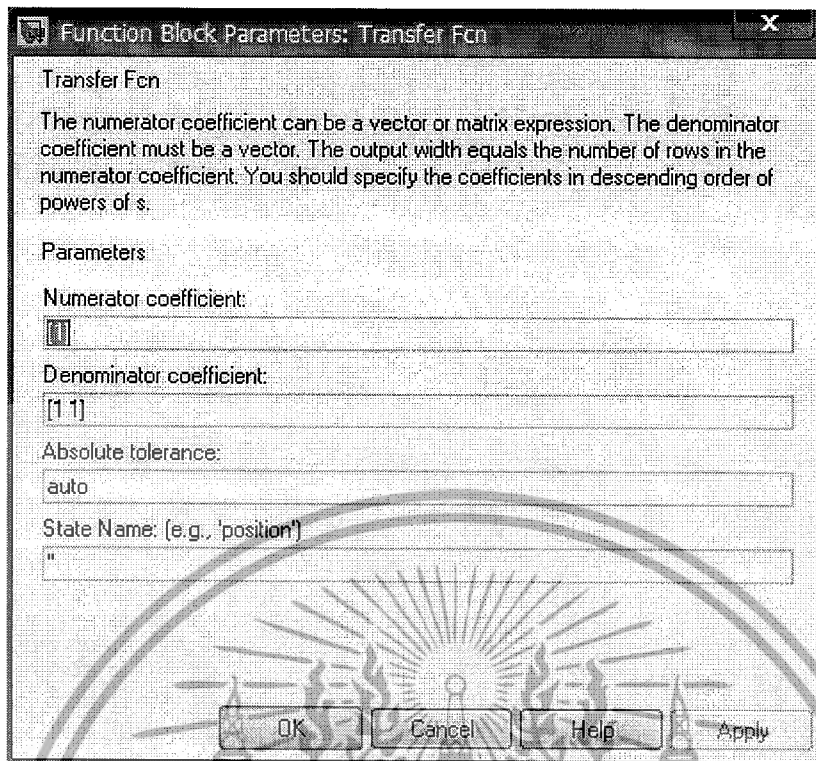 Function Block Parameters: Transfer Fcn
X
Transfer Fcn
The numerator coefficient can be a vector or matrix expression. The denominator
coefficient must be a vector. The output width equals the number of rows in the
numerator coefficient. You should specify the coefficients in descending order of
powers of s.
Parameters
Numerator coefficient:
[1]
Denominator coefficient:
[1 1]
Absolute tolerance:
auto
State Name: (e.g., 'position')
''
OK
Cancel
Help
Apply